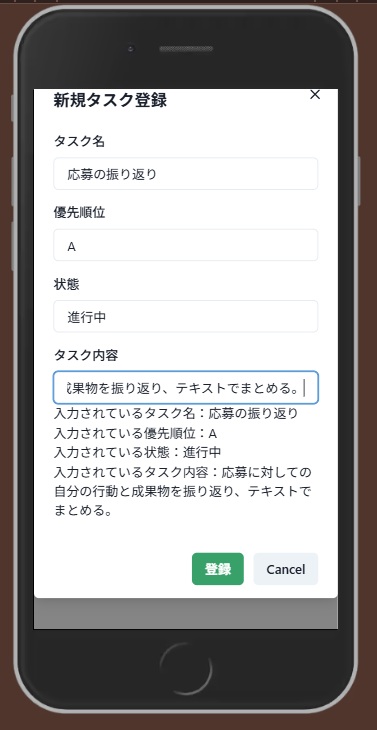 新規タスク登録
タスク名
応募の振り返り
優先順位
A
状態
進行中
タスク内容
果物を振り返り、テキストでまとめる。
入力されているタスク名：応募の振り返り
入力されている優先順位：A
入力されている状態：進行中
入力されているタスク内容：応募に対しての
自分の行動と成果物を振り返り、テキストで
まとめる。
登録 Cancel